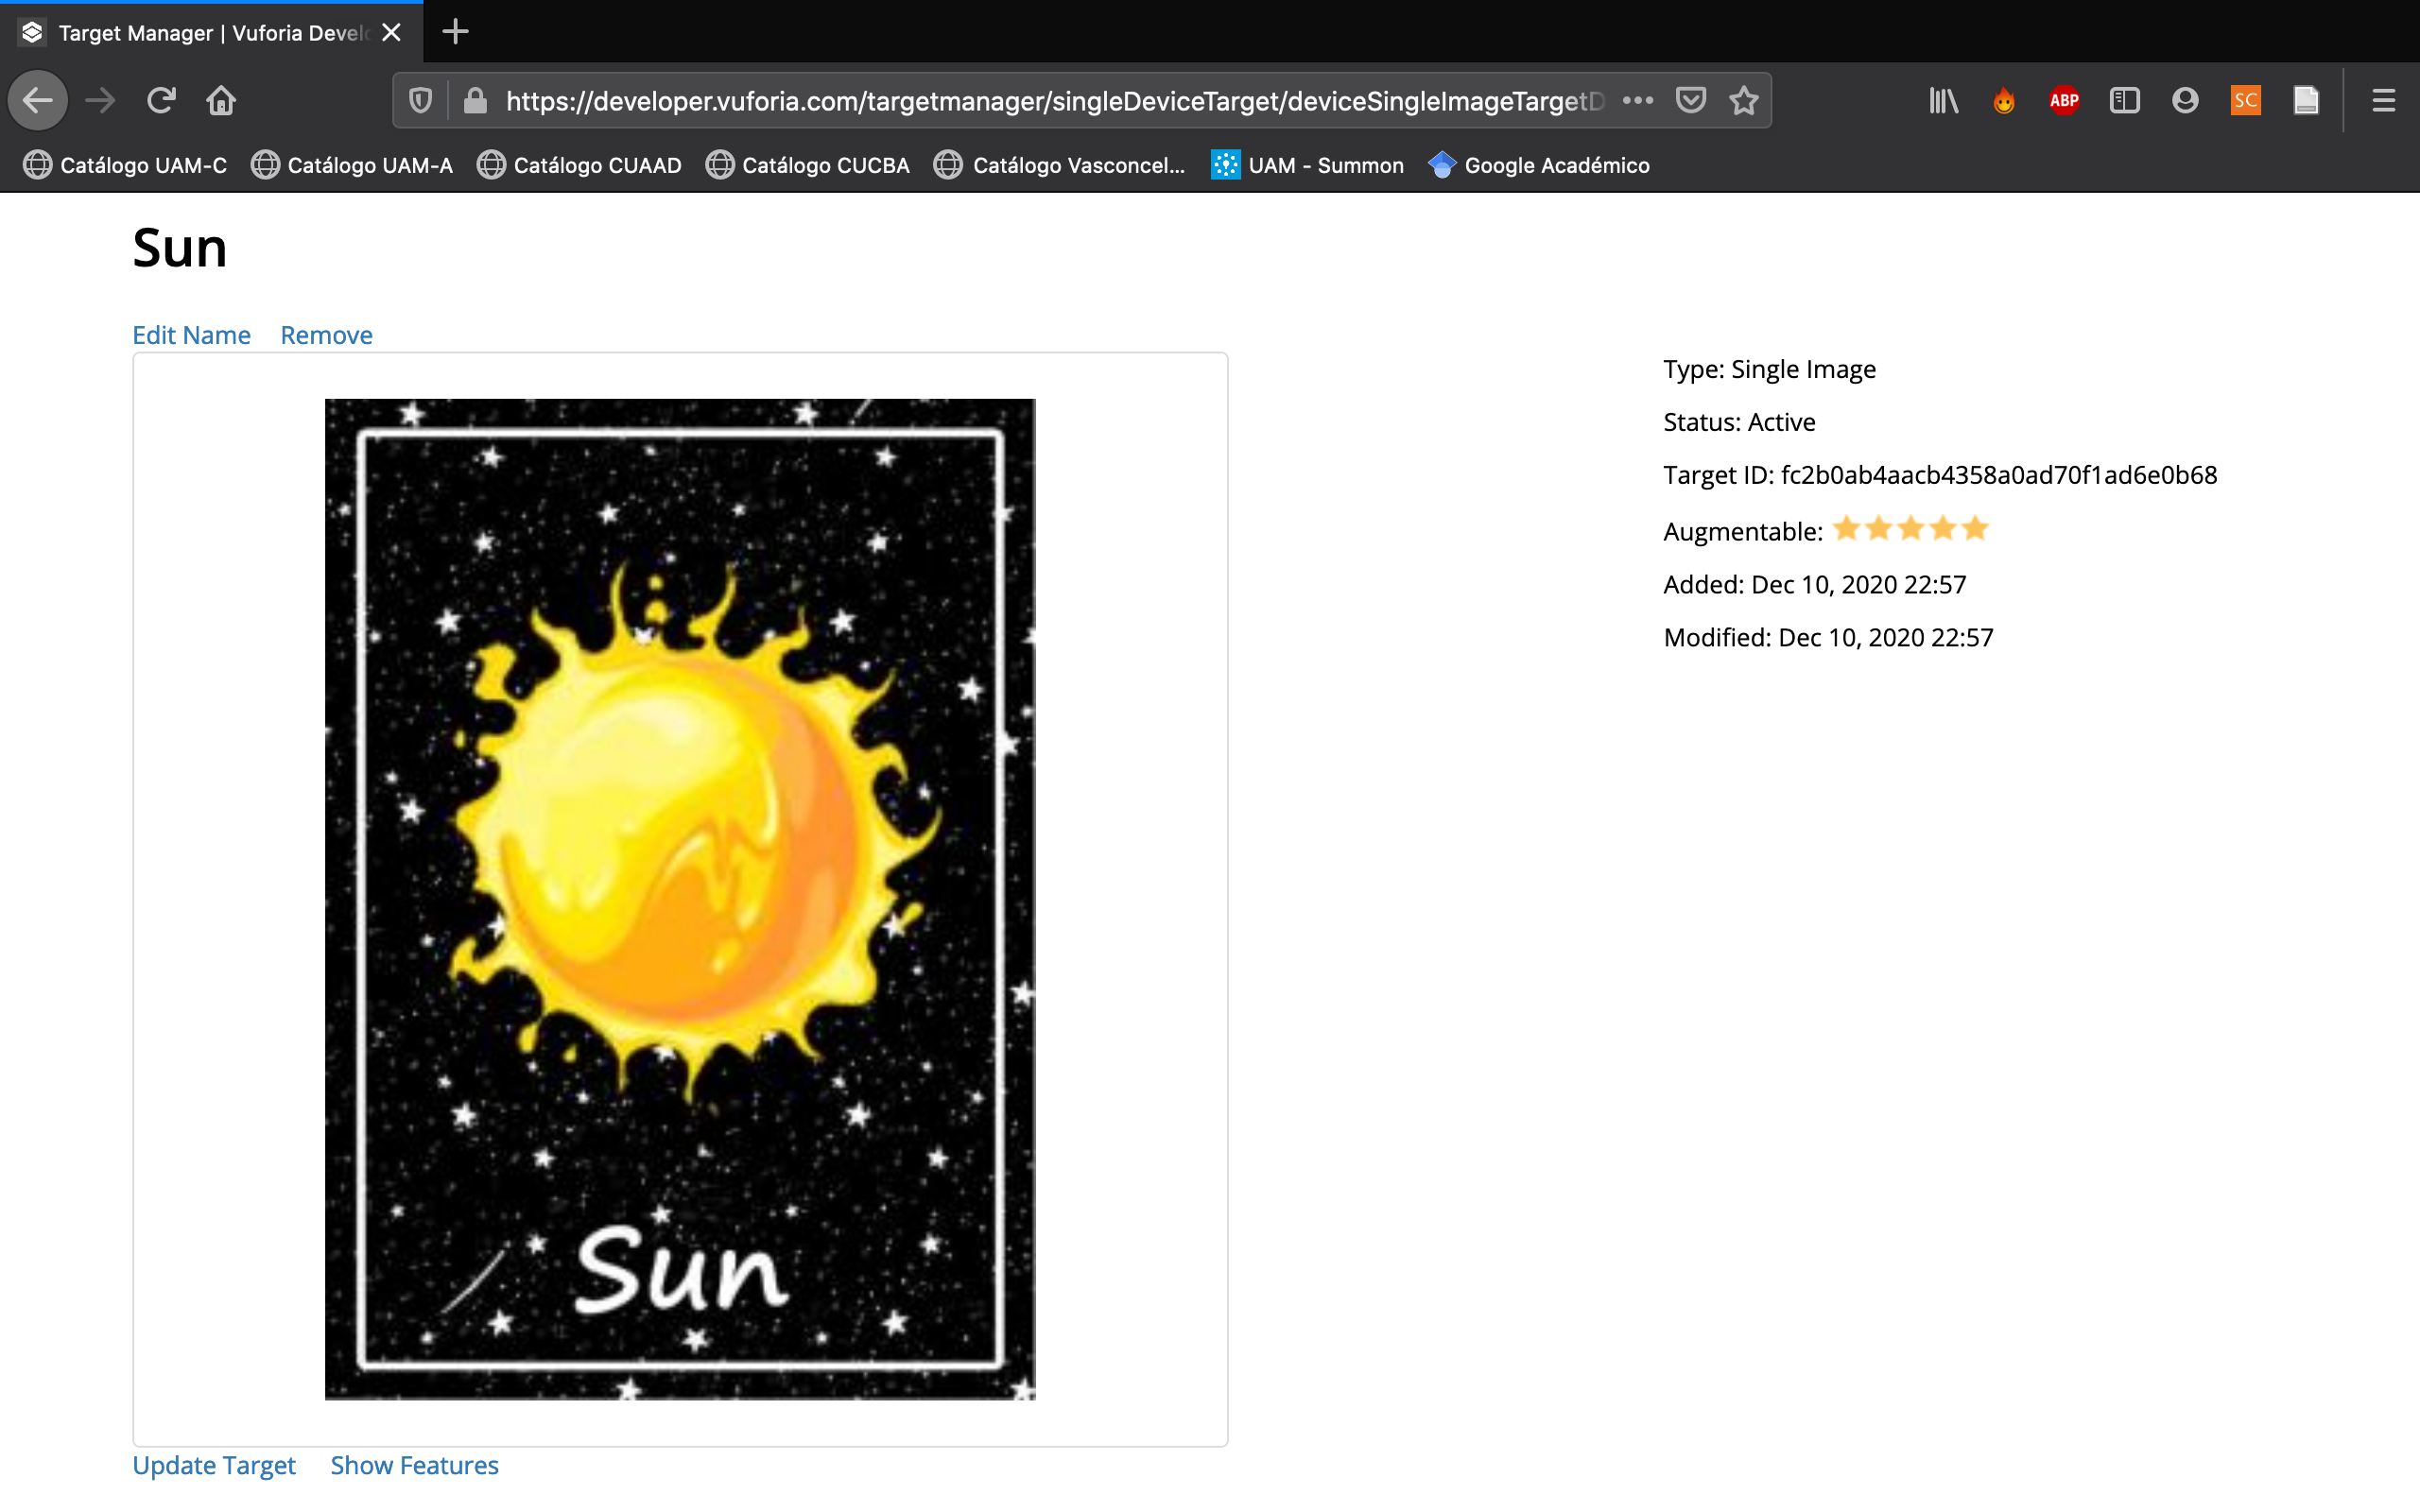 Target Manager | Vuforia Develo
https://developer.vuforia.com/targetmanager/singleDeviceTarget/deviceSingleImageTargetD
ABP
SC
Catálogo UAM-C Catálogo UAM-A Catálogo CUAAD Catálogo CUCBA Catálogo Vasconcel... UAM - Summon Google Académico
Sun
Edit Name Remove
Type: Single Image
Status: Active
Target ID: fc2b0ab4aacb4358a0ad70f1ad6e0b68
Augmentable:
Added: Dec 10, 2020 22:57
Modified: Dec 10, 2020 22:57
Sun
Update Target Show Features